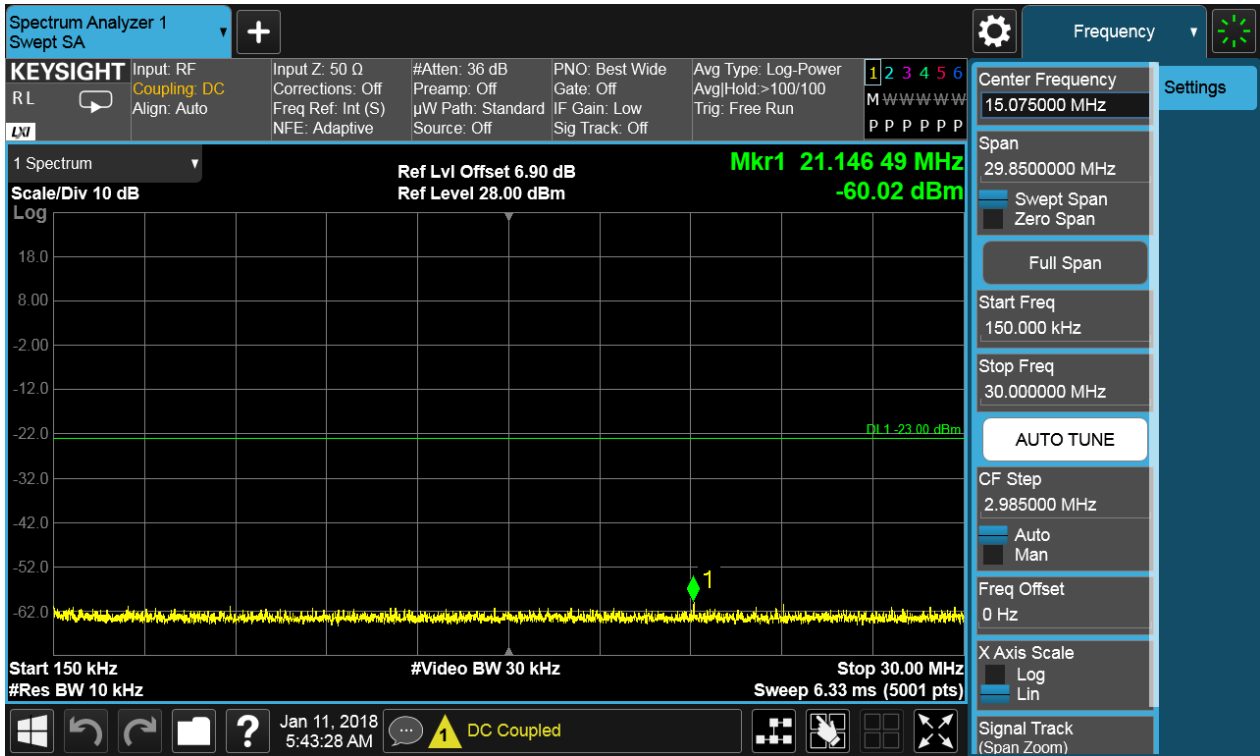 Spectrum Analyzer 1
Swept SA
+
Frequency
KEYSIGHT
R L
LXI
Input: RF
Coupling: DC
Align: Auto
Input Z: 50 Ω
Corrections: Off
Freq Ref: Int (S)
NFE: Adaptive
#Atten: 36 dB
Preamp: Off
µW Path: Standard
Source: Off
PNO: Best Wide
Gate: Off
IF Gain: Low
Sig Track: Off
Avg Type: Log-Power
Avg|Hold:>100/100
Trig: Free Run
1 2 3 4 5 6
M W W W W W
P P P P P P
1 Spectrum
Scale/Div 10 dB
Log
Ref Lvl Offset 6.90 dB
Ref Level 28.00 dBm
Mkr1 21.146 49 MHz
-60.02 dBm
18.0
8.00
-2.00
-12.0
-22.0
DL1 -23.00 dBm
-32.0
-42.0
-52.0
1
-62.0
Start 150 kHz
#Video BW 30 kHz
Stop 30.00 MHz
#Res BW 10 kHz
Sweep 6.33 ms (5001 pts)
?
Jan 11, 2018
5:43:28 AM
1
DC Coupled
Center Frequency
15.075000 MHz
Settings
Span
29.8500000 MHz
Swept Span
Zero Span
Full Span
Start Freq
150.000 kHz
Stop Freq
30.000000 MHz
AUTO TUNE
CF Step
2.985000 MHz
Auto
Man
Freq Offset
0 Hz
X Axis Scale
Log
Lin
Signal Track
(Span Zoom)